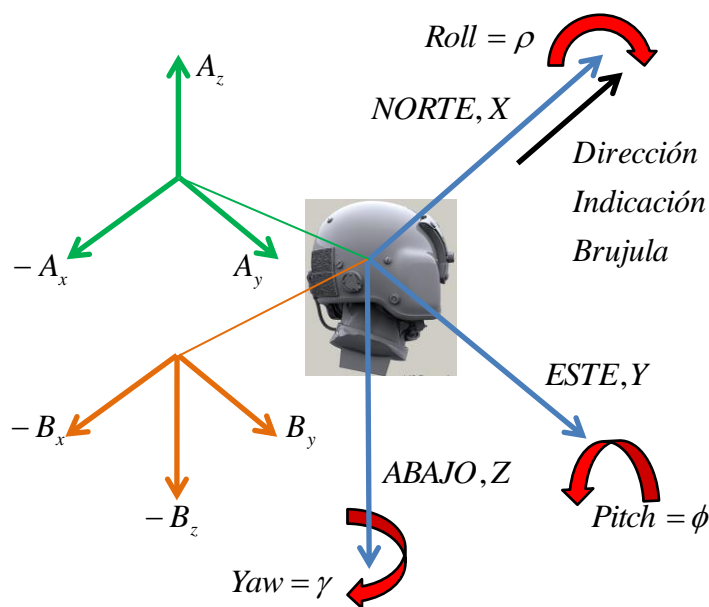 Roll = ρ
A_z
NORTE, X
Dirección
Indicación
Brujula
− A_x
A_y
ESTE, Y
− B_x
B_y
ABAJO, Z
− B_z
Pitch = ϕ
Yaw = γ